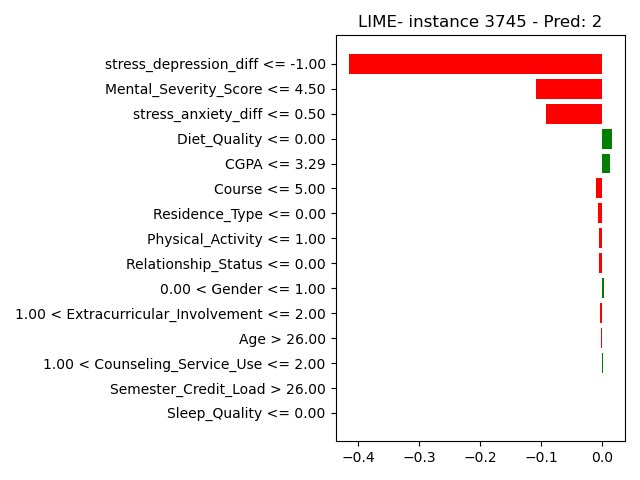 LIME- instance 3745 - Pred: 2
stress_depression_diff <= -1.00
Mental_Severity_Score <= 4.50
stress_anxiety_diff <= 0.50
Diet_Quality <= 0.00
CGPA <= 3.29
Course <= 5.00
Residence_Type <= 0.00
Physical_Activity <= 1.00
Relationship_Status <= 0.00
0.00 < Gender <= 1.00
1.00 < Extracurricular_Involvement <= 2.00
Age > 26.00
1.00 < Counseling_Service_Use <= 2.00
Semester_Credit_Load > 26.00
Sleep_Quality <= 0.00
−0.4 −0.3 −0.2 −0.1 0.0